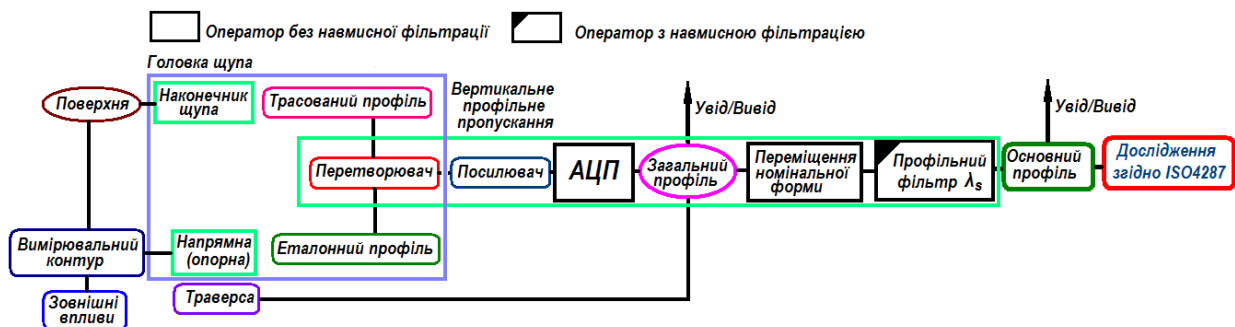 Оператор без навмисної фільтрації
Оператор з навмисною фільтрацією
Головка щупа
Поверхня
Наконечник
щупа
Трасований профіль
Вертикальне
профільне
пропускання
Увід/Вивід
Увід/Вивід
Перетворювач
Посилювач
АЦП
Загальний
профіль
Переміщення
номінальної
форми
Профільний
фільтр λs
Основний
профіль
Дослідження
згідно ISO4287
Вимірювальний
контур
Напрямна
(опорна)
Еталонний профіль
Зовнішні
впливи
Траверса